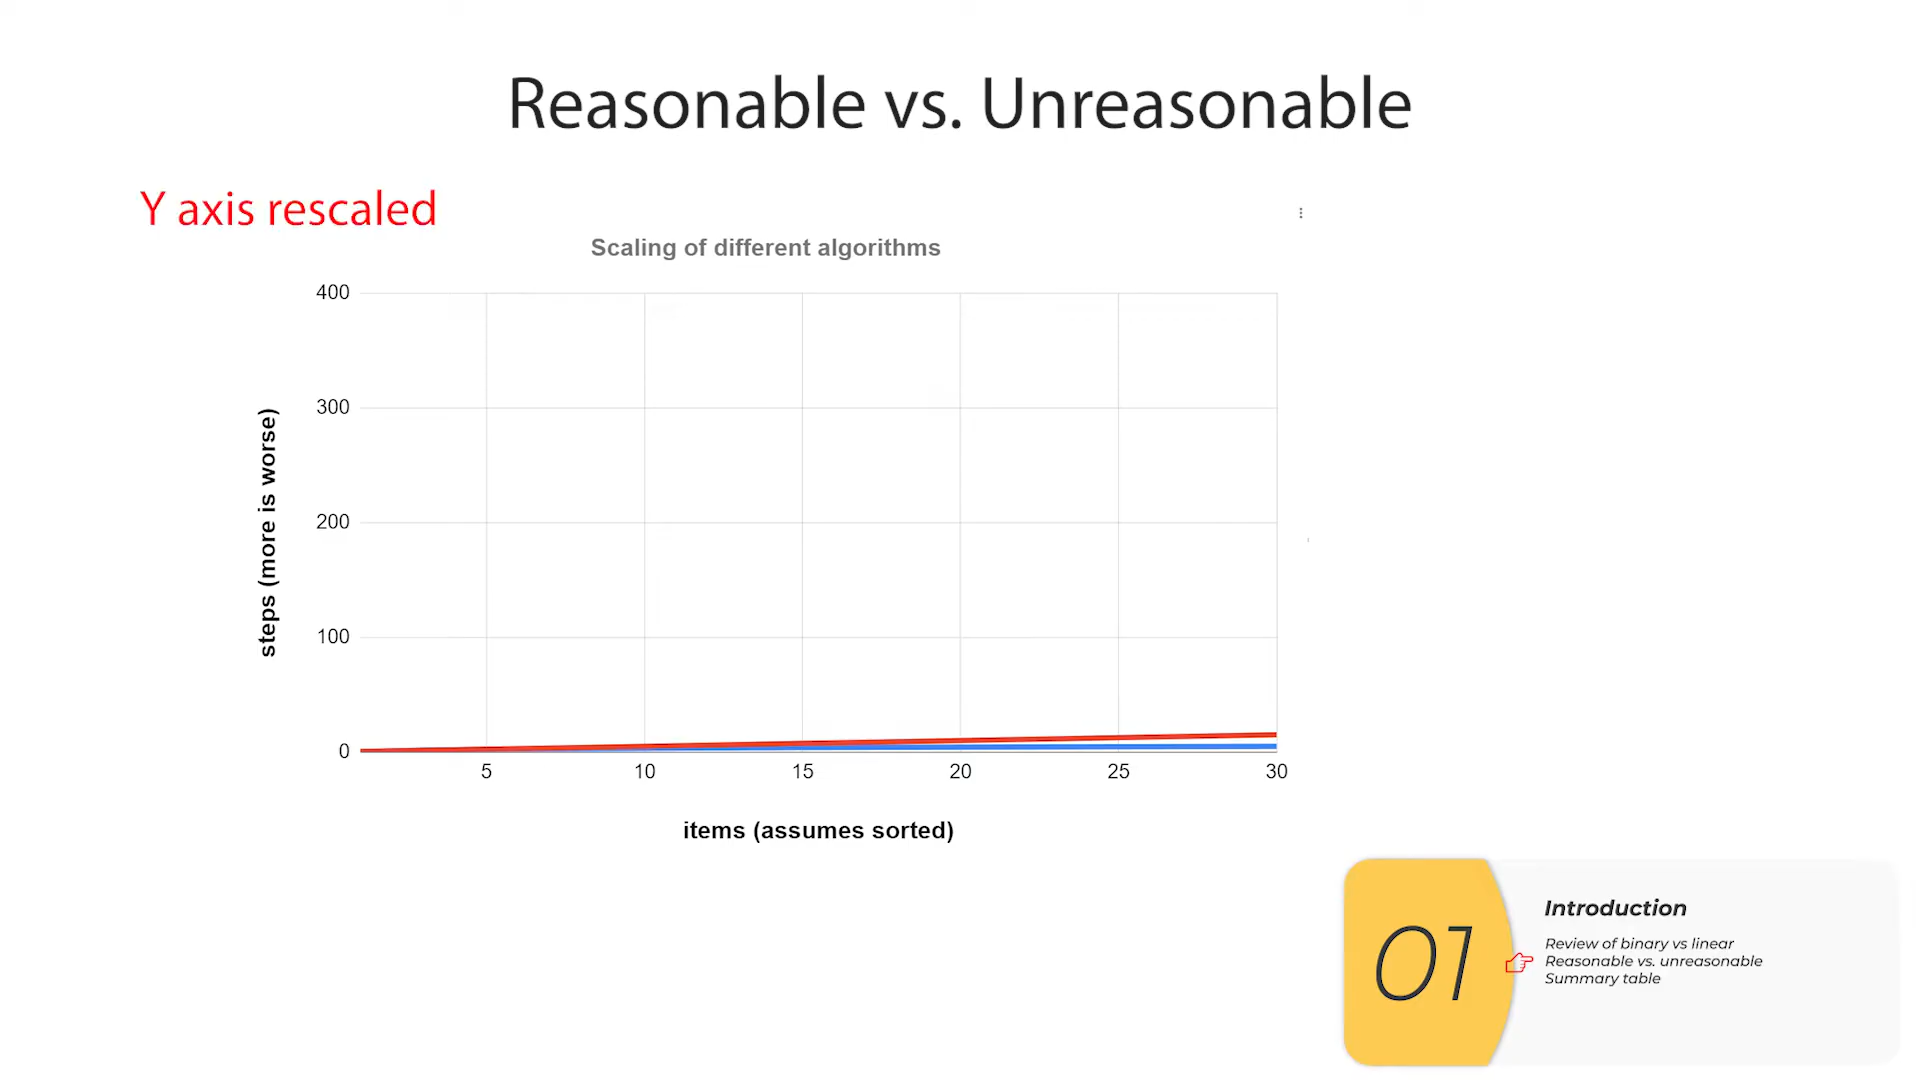 Reasonable vs. Unreasonable
Y axis rescaled
Scaling of different algorithms
400
300
200
100
0
steps (more is worse)
5 10 15 20 25 30
items (assumes sorted)
01
Introduction
Review of binary vs linear
Reasonable vs. unreasonable
Summary table